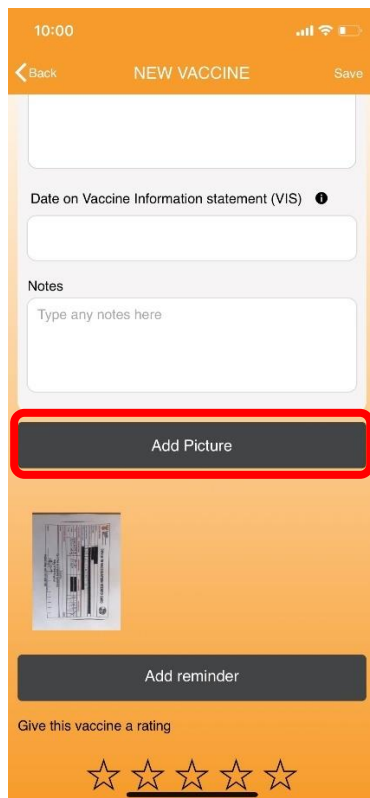 10:00
Back NEW VACCINE Save
Date on Vaccine Information statement (VIS)
Notes
Type any notes here
Add Picture
Add reminder
Give this vaccine a rating